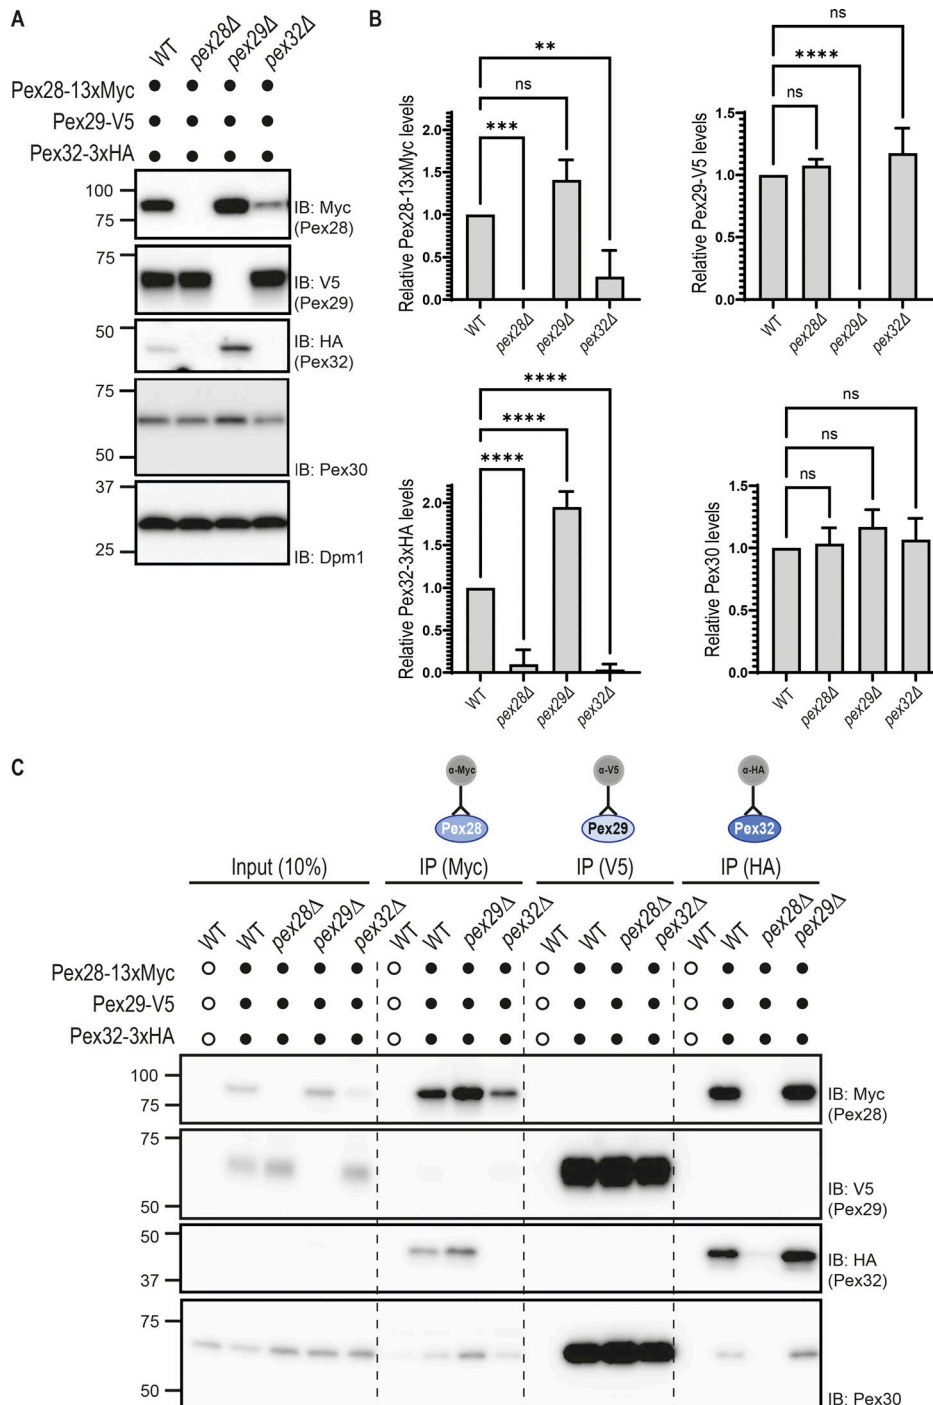 A
WT pex28Δ pex29Δ pex32Δ
Pex28-13xMyc
Pex29-V5
Pex32-3xHA
100
75
IB: Myc
(Pex28)
75
IB: V5
(Pex29)
50
IB: HA
(Pex32)
75
50
IB: Pex30
37
25
IB: Dpm1
B
**
ns
***
Relative Pex28-13xMyc levels
2.0
1.5
1.0
0.5
0.0
WT pex28Δ pex29Δ pex32Δ
ns
****
ns
Relative Pex29-V5 levels
1.5
1.0
0.5
0.0
WT pex28Δ pex29Δ pex32Δ
****
****
****
Relative Pex32-3xHA levels
2.0
1.5
1.0
0.5
0.0
WT pex28Δ pex29Δ pex32Δ
ns
ns
ns
Relative Pex30 levels
1.5
1.0
0.5
0.0
WT pex28Δ pex29Δ pex32Δ
C
α-Myc α-V5 α-HA
Pex28 Pex29 Pex32
Input (10%) IP (Myc) IP (V5) IP (HA)
WT WT pex28Δ pex29Δ pex32Δ WT WT pex29Δ pex32Δ WT WT pex28Δ pex32Δ WT WT pex28Δ pex29Δ
Pex28-13xMyc
Pex29-V5
Pex32-3xHA
100
75
IB: Myc
(Pex28)
75
50
IB: V5
(Pex29)
50
37
IB: HA
(Pex32)
75
50
IB: Pex30